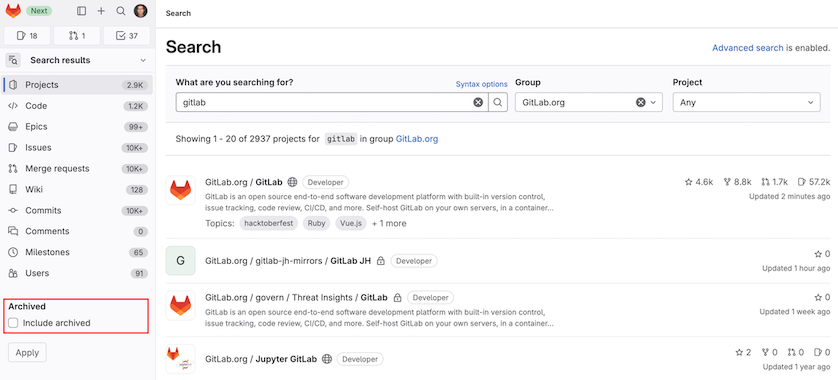 Next
18
1
37
Search results
Projects 2.9K
Code 1.2K
Epics 99+
Issues 10K+
Merge requests 10K+
Wiki 128
Commits 10K+
Comments 0
Milestones 65
Users 91
Archived
Include archived
Apply
Search
Search
Advanced search is enabled.
What are you searching for?
Syntax options
gitlab
Group
GitLab.org
Project
Any
Showing 1 - 20 of 2937 projects for gitlab in group GitLab.org
GitLab.org / GitLab Developer
4.6k 8.8k 1.7k 57.2k
GitLab is an open source end-to-end software development platform with built-in version control,
issue tracking, code review, CI/CD, and more. Self-host GitLab on your own servers, in a container...
Updated 2 minutes ago
Topics: hacktoberfest Ruby Vue.js + 1 more
G
GitLab.org / gitlab-jh-mirrors / GitLab JH Developer
0
Updated 1 hour ago
GitLab.org / govern / Threat Insights / GitLab Developer
0
GitLab is an open source end-to-end software development platform with built-in version control,
issue tracking, code review, CI/CD, and more. Self-host GitLab on your own servers, in a container...
Updated 1 week ago
GitLab.org / Jupyter GitLab Developer
2 0 0 0
Updated 1 year ago